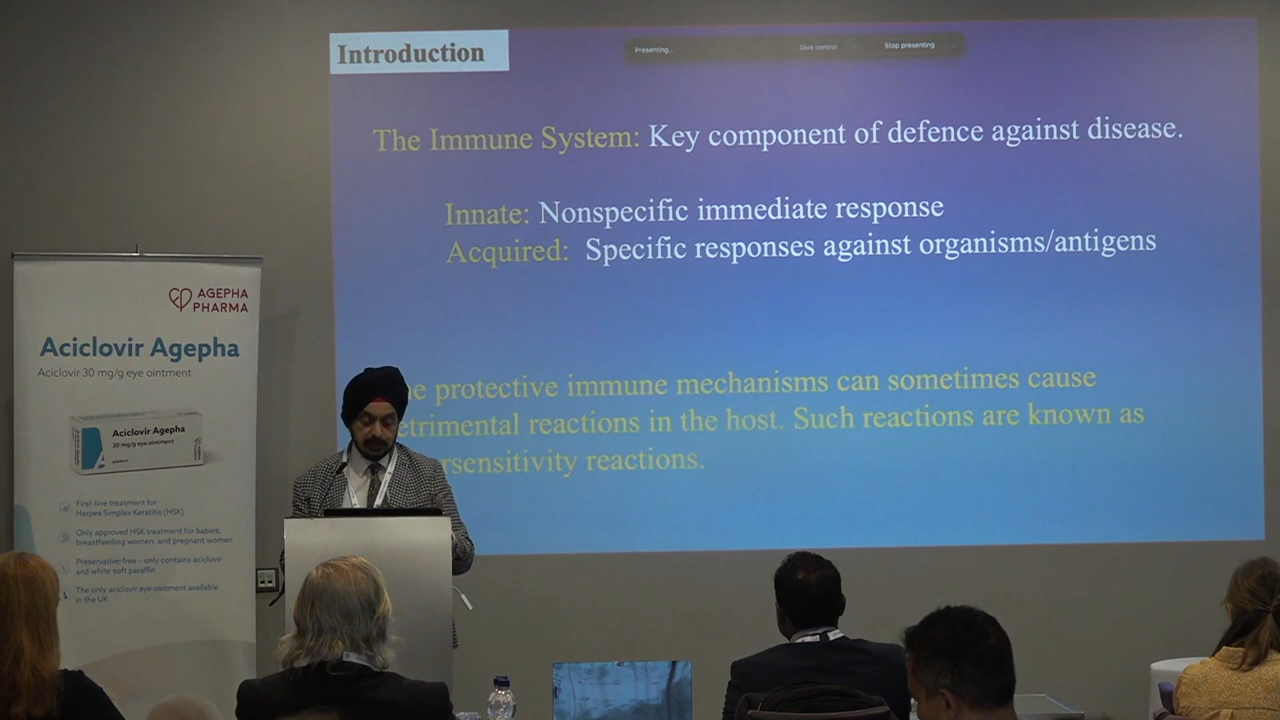 Introduction
Presenting...
Give control
Stop presenting
The Immune System: Key component of defence against disease.
Innate: Nonspecific immediate response
Acquired: Specific responses against organisms/antigens
e protective immune mechanisms can sometimes cause
etrimental reactions in the host. Such reactions are known as
rsensitivity reactions.
AGEPHA
PHARMA
Aciclovir Agepha
Aciclovir 30 mg/g eye ointment
Aciclovir Agepha
30 mg/g eye ointment
First-line treatment for
Herpes Simplex Keratitis (HSK)
Only approved HSK treatment for babies,
breastfeeding women, and pregnant women
Preservative-free - only contains aciclovir
and white soft paraffin
The only aciclovir eye ointment available
in the UK